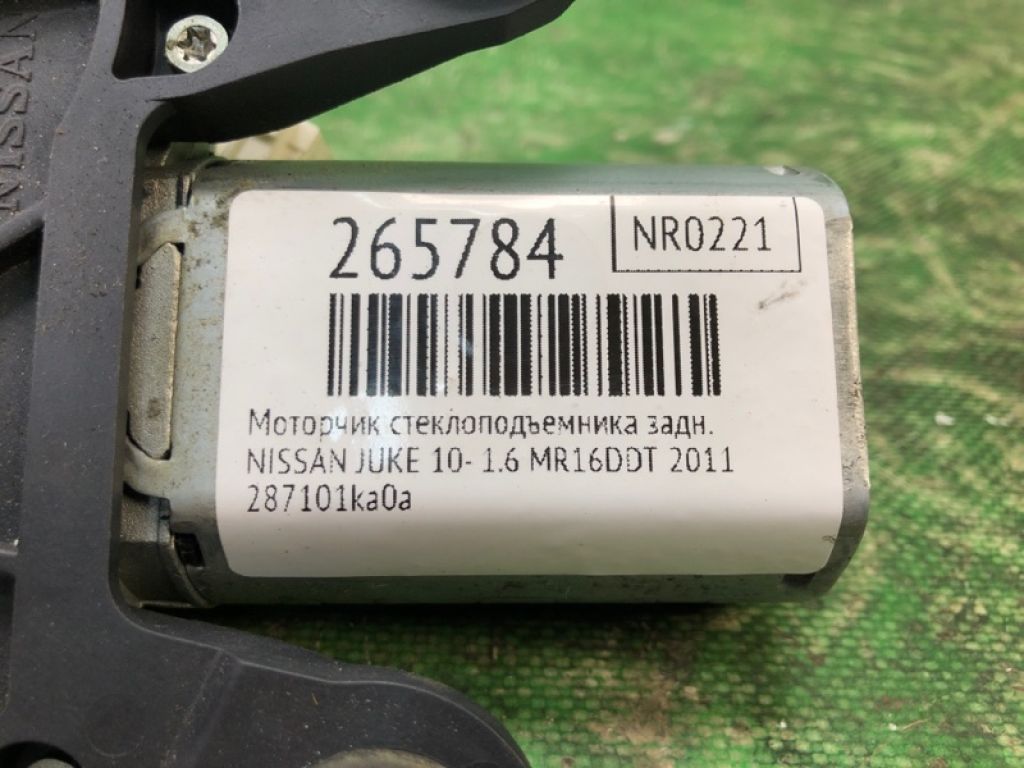 NISSAN
265784
NR0221
Моторчик стеклоподъемника задн.
NISSAN JUKE 10- 1.6 MR16DDT 2011
287101ka0a